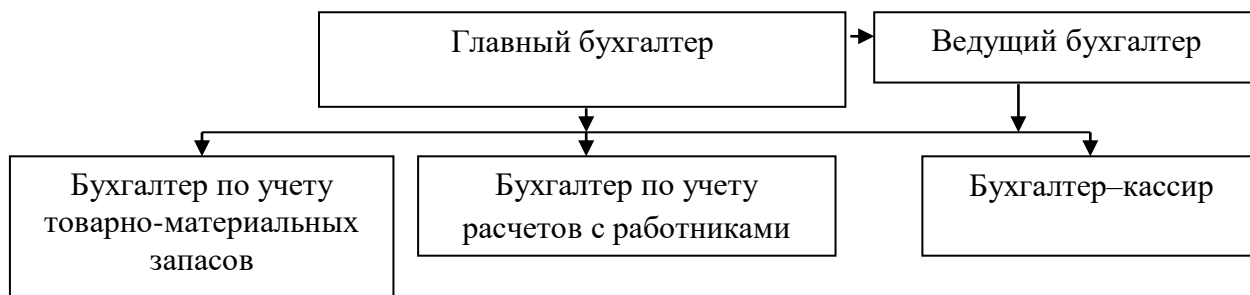 Главный бухгалтер
Ведущий бухгалтер
Бухгалтер по учету
товарно-материальных
запасов
Бухгалтер по учету
расчетов с работниками
Бухгалтер–кассир